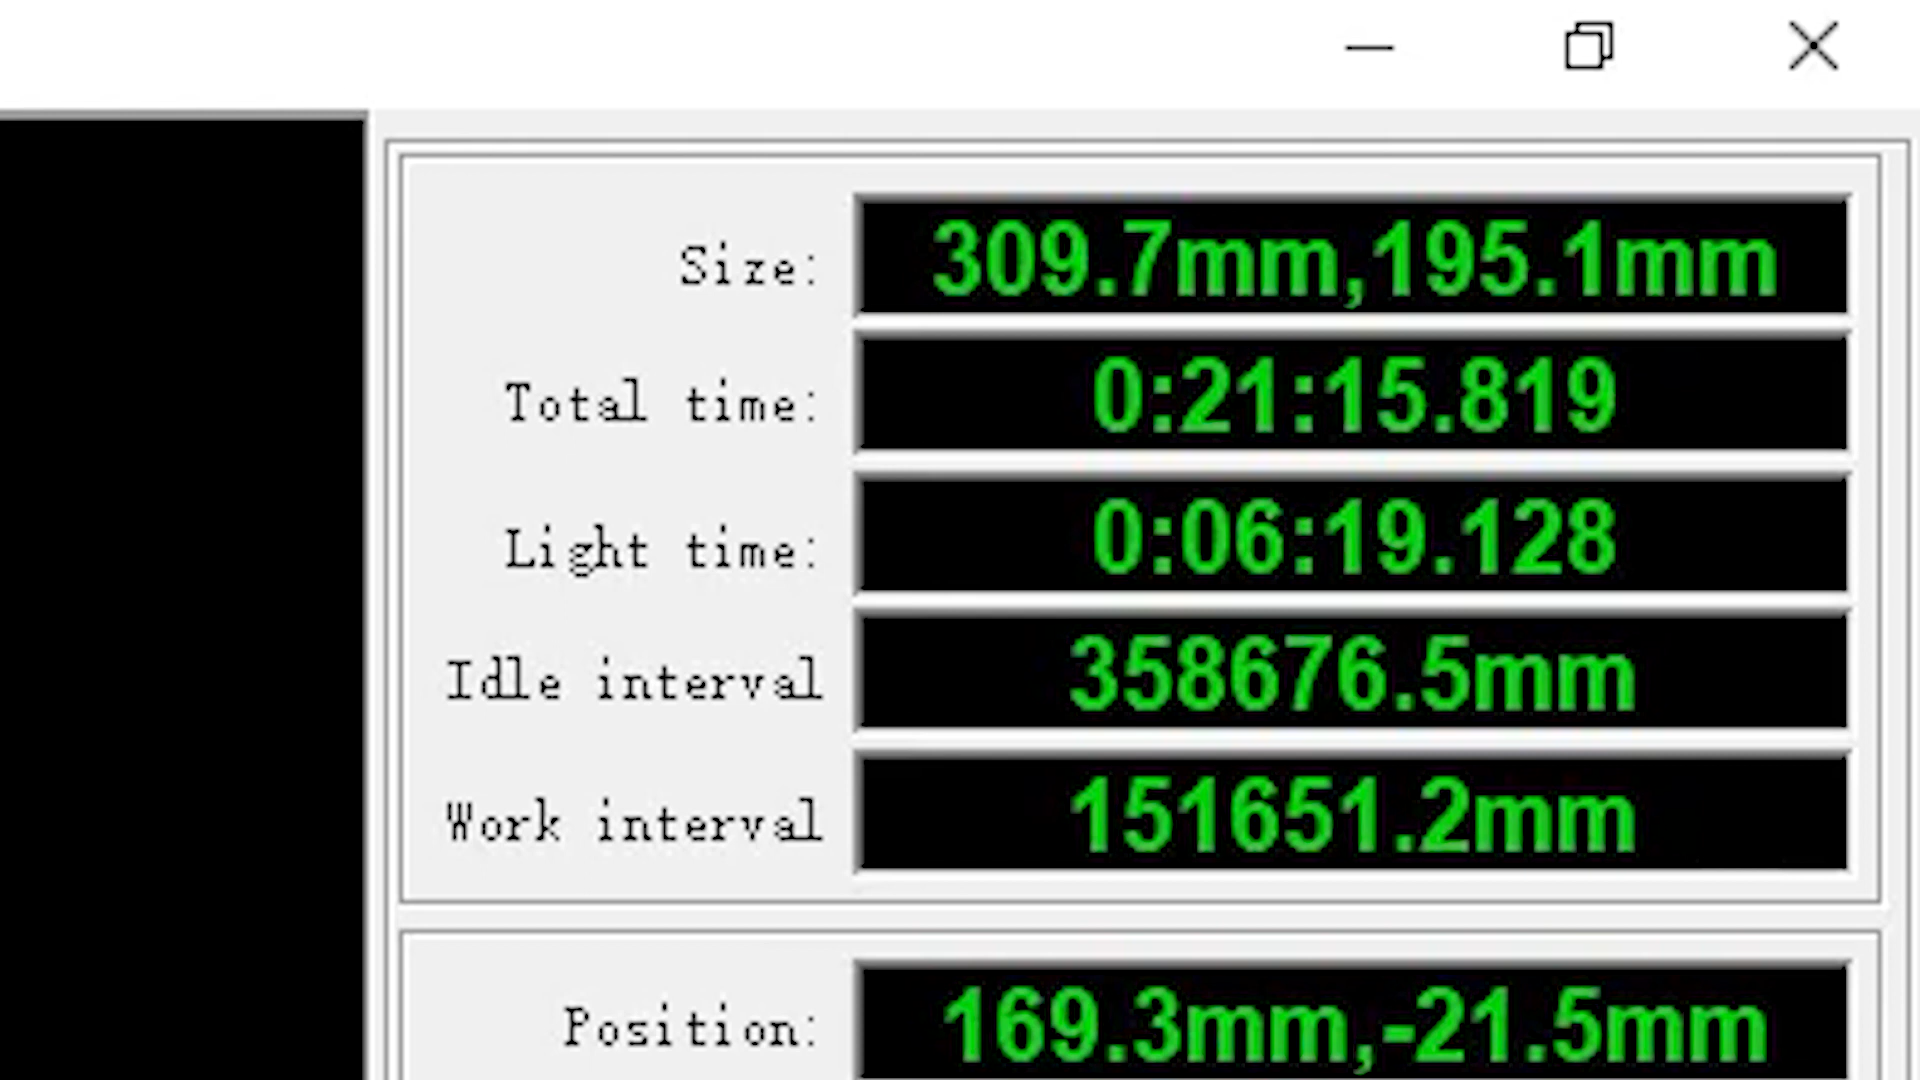 Size: 309.7mm,195.1mm
Total time: 0:21:15.819
Light time: 0:06:19.128
Idle interval 358676.5mm
Work interval 151651.2mm
Position: 169.3mm,-21.5mm